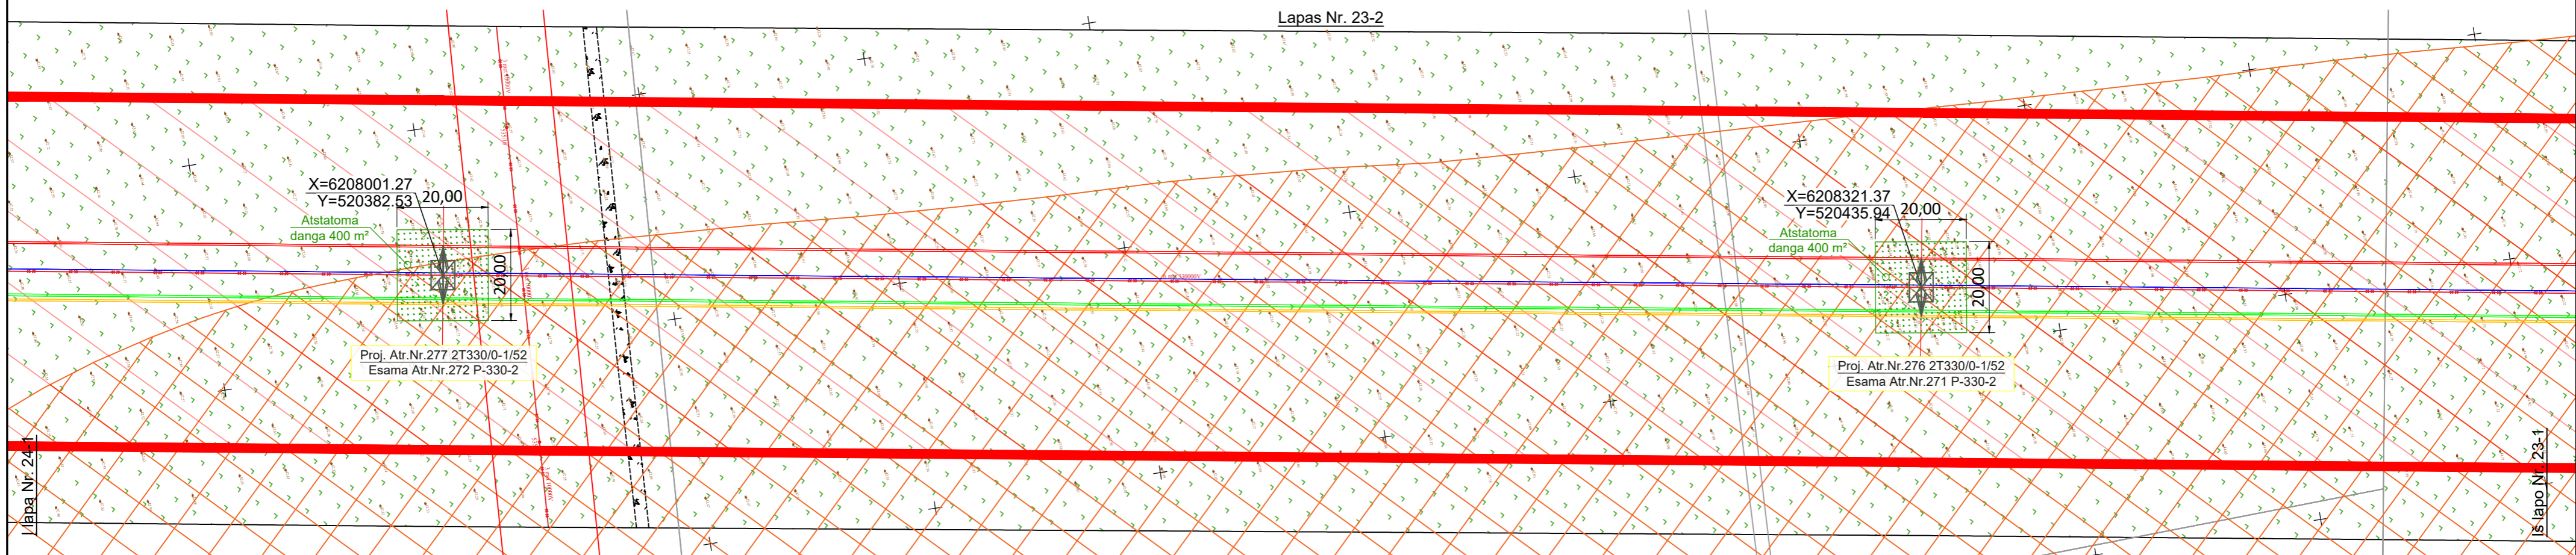 Lapas Nr. 23-2
X=6208001.27
Y=520382.53
20,00
Atstatoma
danga 400 m²
20,00
Proj. Atr.Nr.277 2T330/0-1/52
Esama Atr.Nr.272 P-330-2
X=6208321.37
Y=520435.94
20,00
Atstatoma
danga 400 m²
20,00
Proj. Atr.Nr.276 2T330/0-1/52
Esama Atr.Nr.271 P-330-2
Į lapą Nr. 24-1
Iš lapo Nr. 23-1